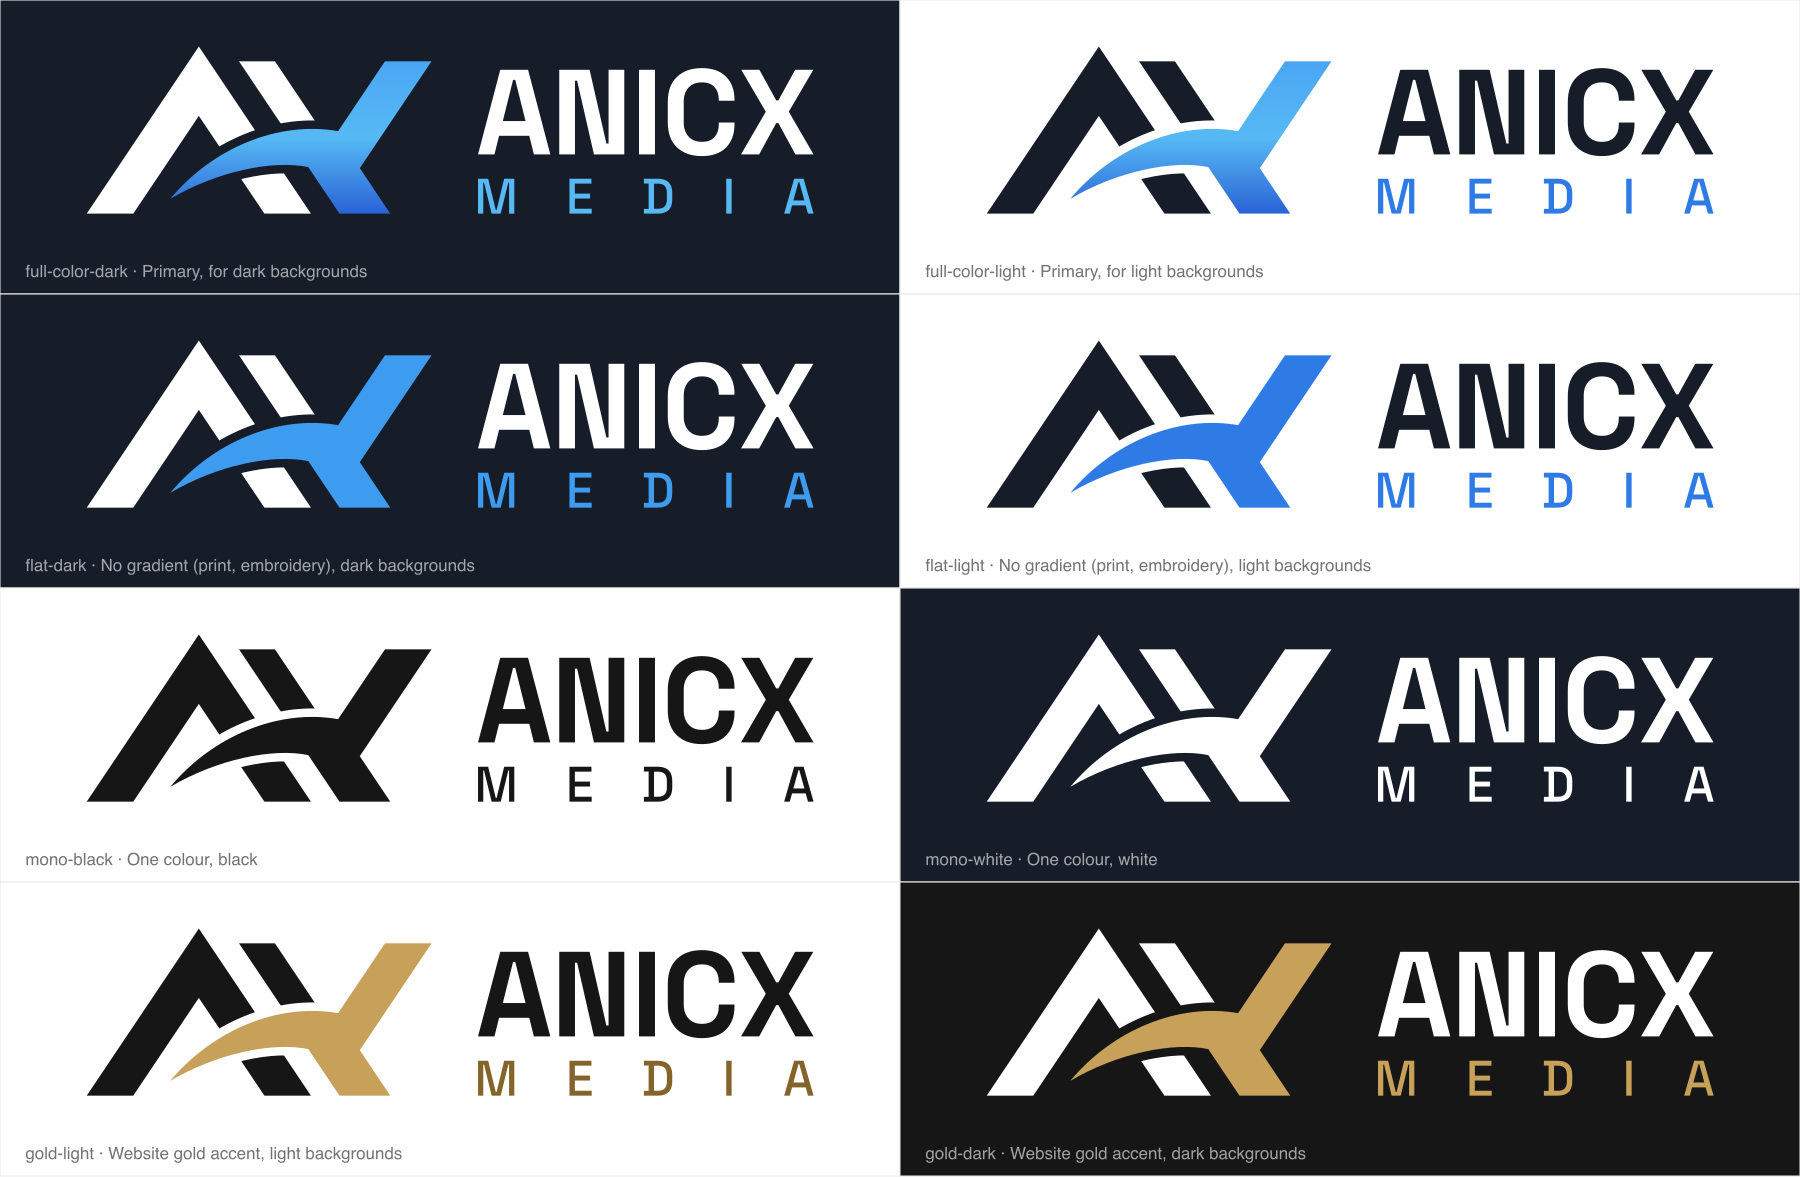 ANICX
MEDIA
full-color-dark · Primary, for dark backgrounds
ANICX
MEDIA
full-color-light · Primary, for light backgrounds
ANICX
MEDIA
flat-dark · No gradient (print, embroidery), dark backgrounds
ANICX
MEDIA
flat-light · No gradient (print, embroidery), light backgrounds
ANICX
MEDIA
mono-black · One colour, black
ANICX
MEDIA
mono-white · One colour, white
ANICX
MEDIA
gold-light · Website gold accent, light backgrounds
ANICX
MEDIA
gold-dark · Website gold accent, dark backgrounds